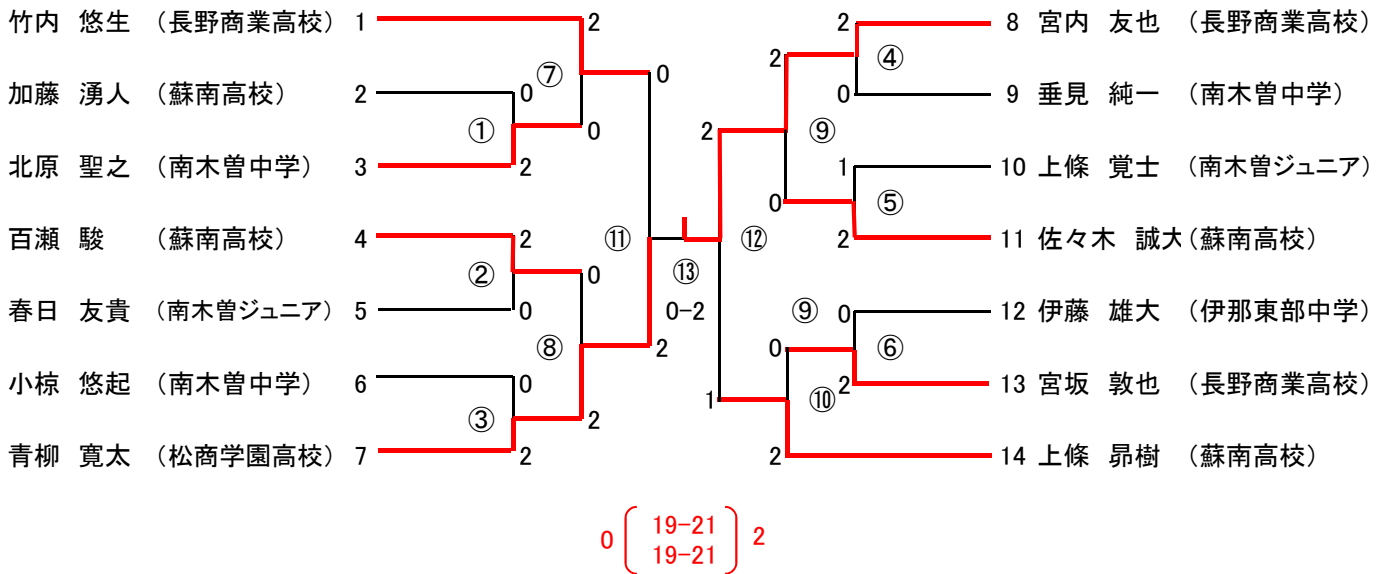 竹内 悠生 (長野商業高校) 1
2
⑦
0
加藤 湧人 (蘇南高校) 2
0
①
0
北原 聖之 (南木曽中学) 3
2
百瀬 駿 (蘇南高校) 4
2
②
0
⑪
春日 友貴 (南木曽ジュニア) 5
0
⑧
2
小椋 悠起 (南木曽中学) 6
0
③
2
青柳 寛太 (松商学園高校) 7
2
⑬
0-2
2
8 宮内 友也 (長野商業高校)
2
④
0
9 垂見 純一 (南木曽中学)
2
⑨
1
10 上條 覚士 (南木曽ジュニア)
0
⑤
2
11 佐々木 誠大 (蘇南高校)
⑫
⑨
0
12 伊藤 雄大 (伊那東部中学)
0
⑥
2
13 宮坂 敦也 (長野商業高校)
1
⑩
2
14 上條 昴樹 (蘇南高校)
0 19-21 2
19-21